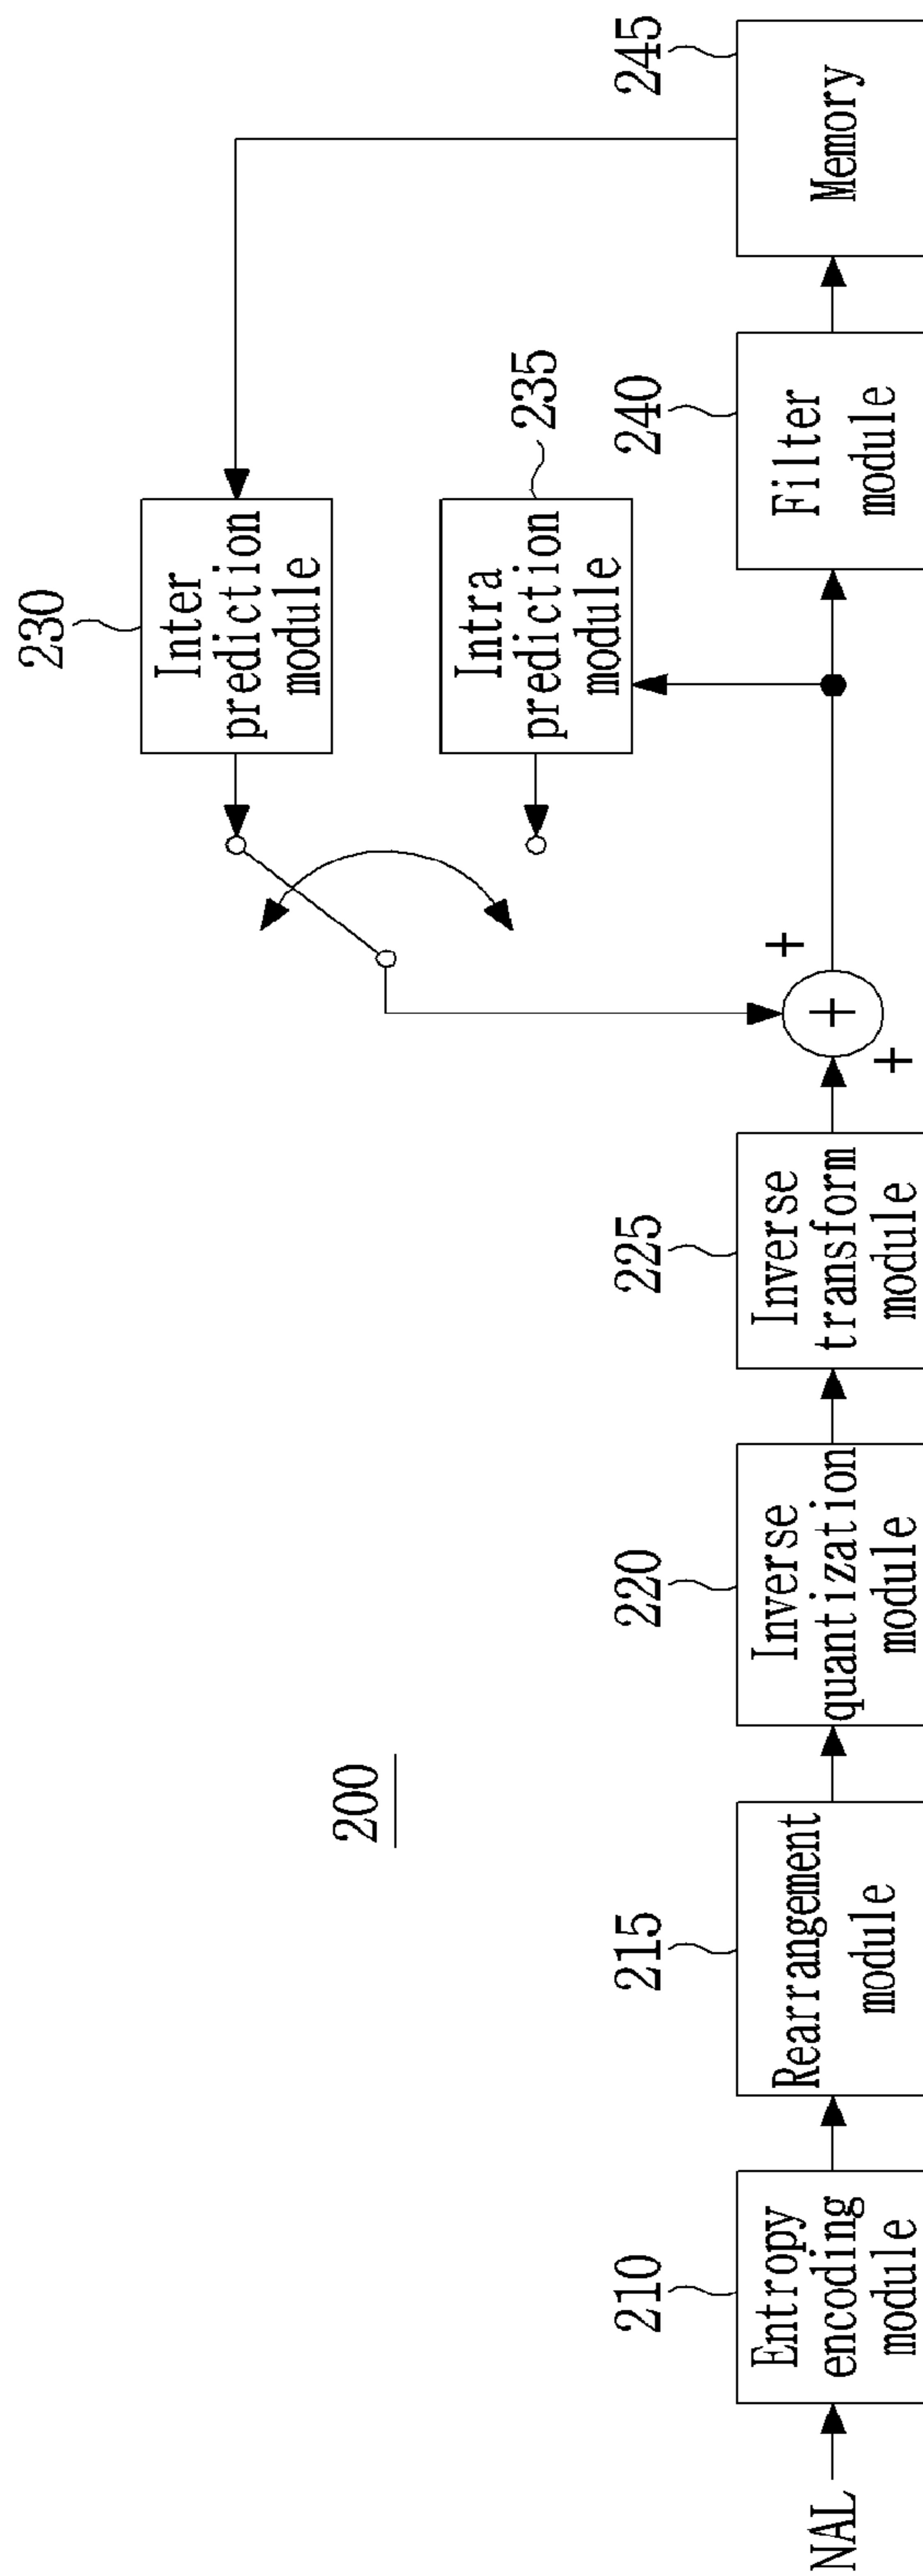 200
NAL
210
Entropy
encoding
module
215
Rearrangement
module
220
Inverse
quantization
module
225
Inverse
transform
module
+
+
+
230
Inter
prediction
module
235
Intra
prediction
module
240
Filter
module
245
Memory